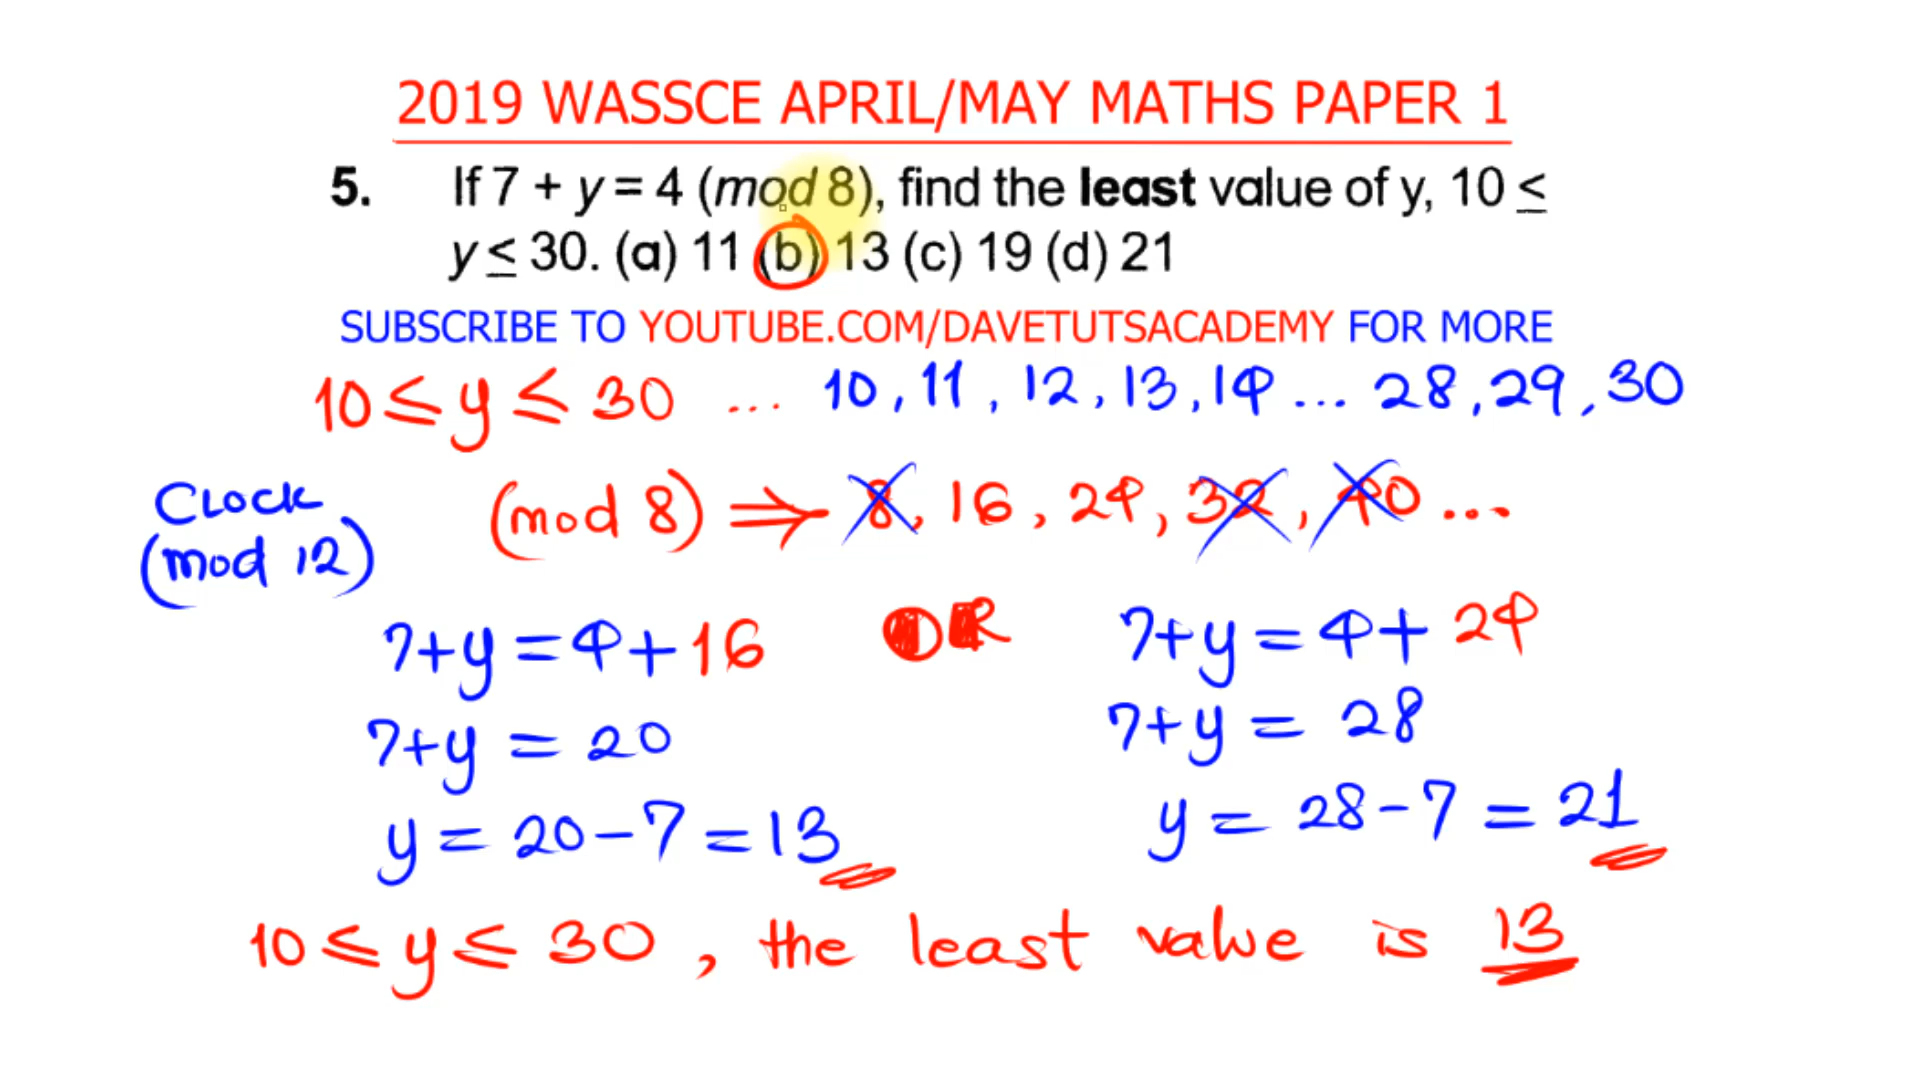 2019 WASSCE APRIL/MAY MATHS PAPER 1
5. If 7 + y = 4 (mod 8), find the least value of y, 10 ≤
y ≤ 30. (a) 11 (b) 13 (c) 19 (d) 21
SUBSCRIBE TO YOUTUBE.COM/DAVETUTSACADEMY FOR MORE
10 ≤ y ≤ 30 ... 10, 11, 12, 13, 14 ... 28, 29, 30
CLOCK
(mod 12)
(mod 8) ⇒ 8, 16, 24, 32, 40 ...
7+y = 4+16 OR 7+y = 4+24
7+y = 20 7+y = 28
y = 20-7 = 13 y = 28-7 = 21
10 ≤ y ≤ 30, the least value is 13